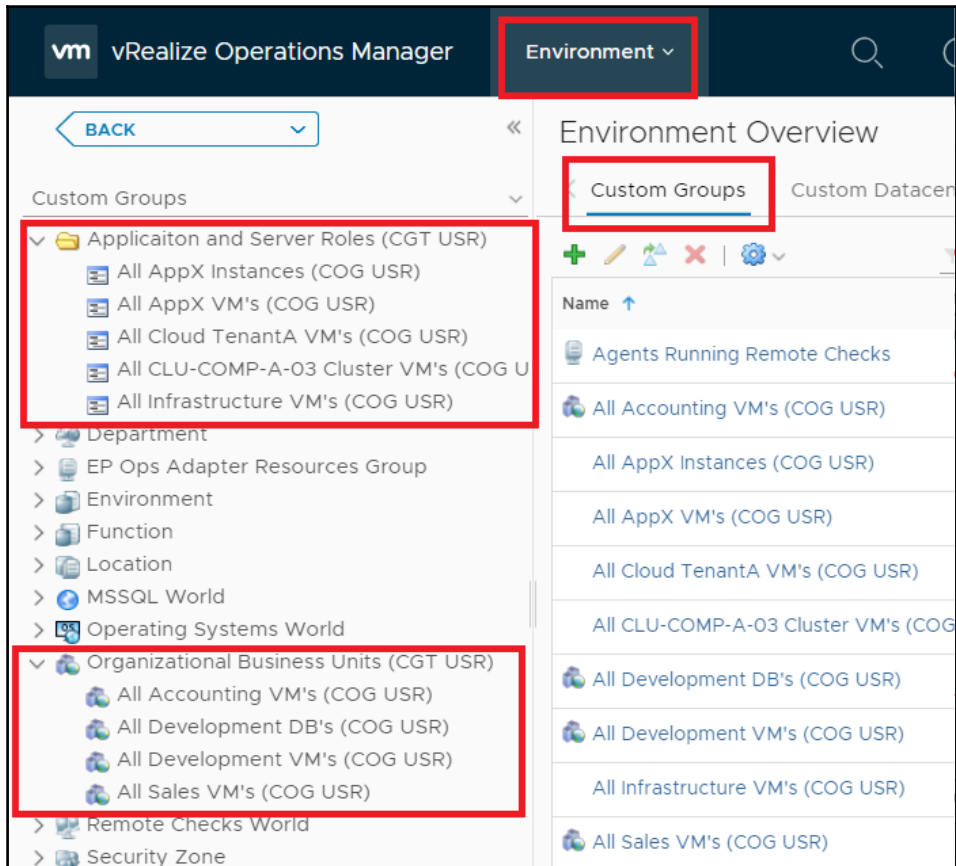 vm vRealize Operations Manager
Environment
BACK
Custom Groups
Applicaiton and Server Roles (CGT USR)
All AppX Instances (COG USR)
All AppX VM's (COG USR)
All Cloud TenantA VM's (COG USR)
All CLU-COMP-A-03 Cluster VM's (COG U
All Infrastructure VM's (COG USR)
Department
EP Ops Adapter Resources Group
Environment
Function
Location
MSSQL World
Operating Systems World
Organizational Business Units (CGT USR)
All Accounting VM's (COG USR)
All Development DB's (COG USR)
All Development VM's (COG USR)
All Sales VM's (COG USR)
Remote Checks World
Security Zone
Environment Overview
Custom Groups
Custom Datacen
Name
Agents Running Remote Checks
All Accounting VM's (COG USR)
All AppX Instances (COG USR)
All AppX VM's (COG USR)
All Cloud TenantA VM's (COG USR)
All CLU-COMP-A-03 Cluster VM's (COG
All Development DB's (COG USR)
All Development VM's (COG USR)
All Infrastructure VM's (COG USR)
All Sales VM's (COG USR)